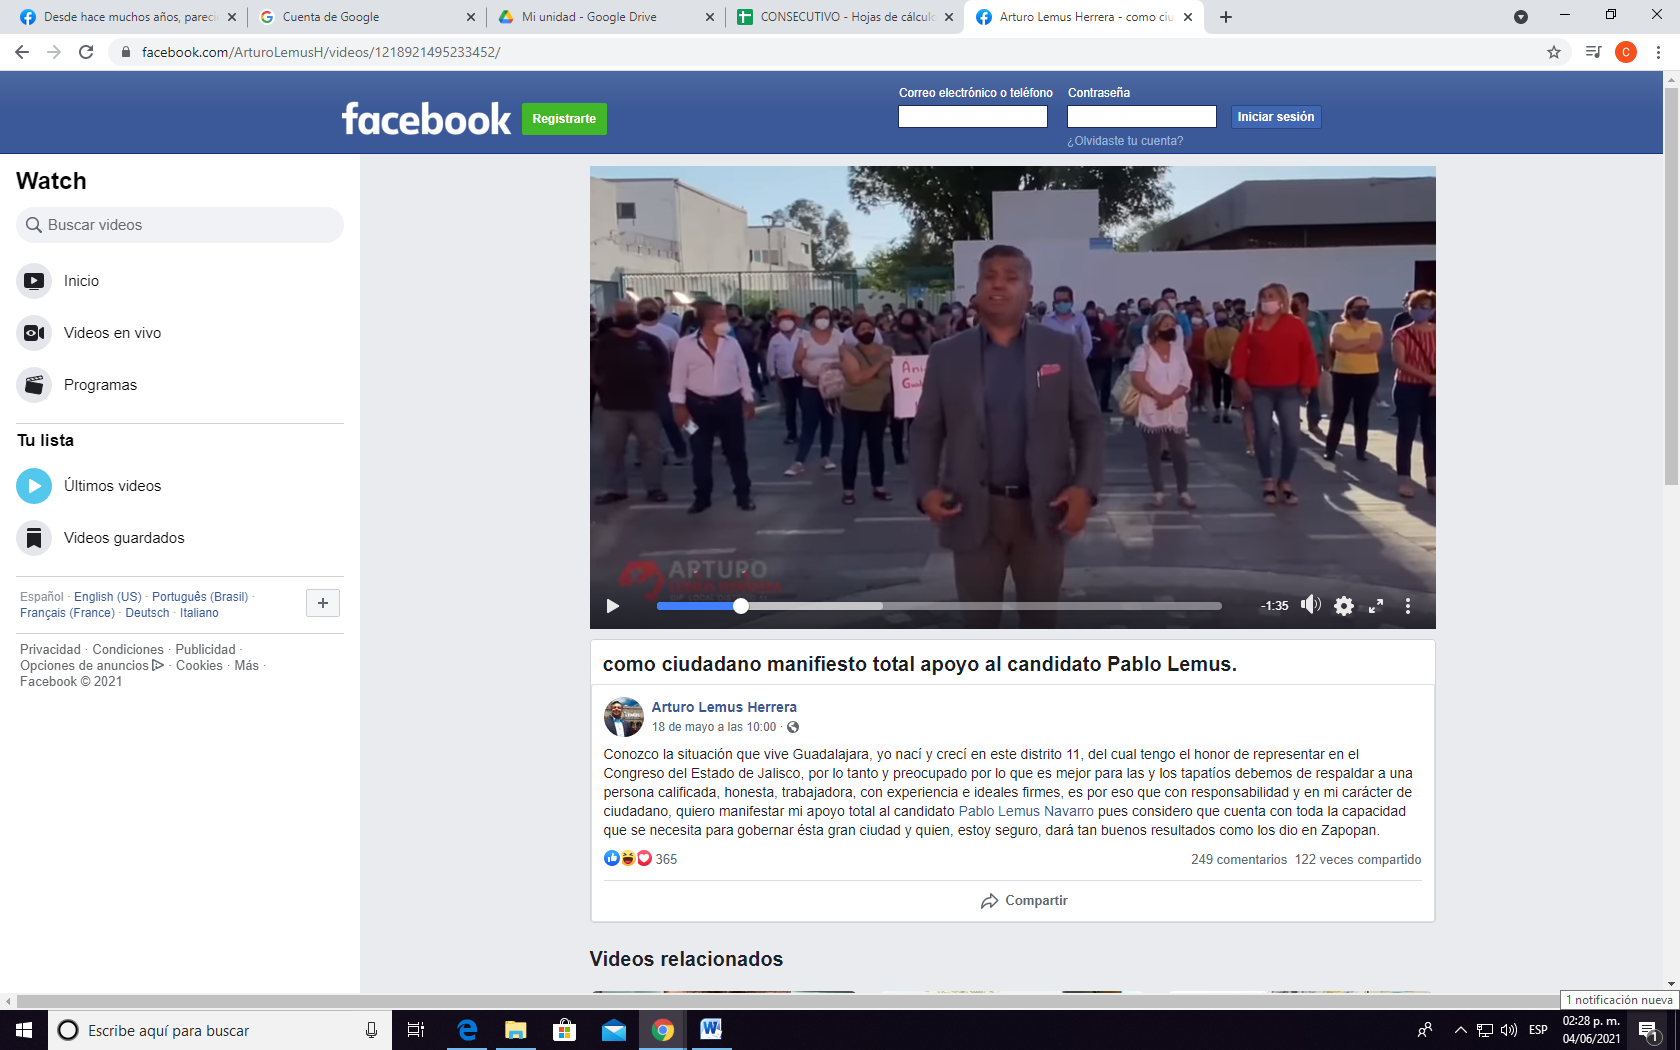 Desde hace muchos años, pareci
Cuenta de Google
Mi unidad - Google Drive
CONSECUTIVO - Hojas de cálculo
Arturo Lemus Herrera - como ciu
facebook.com/ArturoLemusH/videos/1218921495233452/
C
facebook
Registrarte
Correo electrónico o teléfono
Contraseña
Iniciar sesión
¿Olvidaste tu cuenta?
Watch
Buscar videos
Inicio
Videos en vivo
Programas
Tu lista
Últimos videos
Videos guardados
Español · English (US) · Português (Brasil) ·
Français (France) · Deutsch · Italiano
Privacidad · Condiciones · Publicidad ·
Opciones de anuncios · Cookies · Más ·
Facebook © 2021
ARTURO
-1:35
como ciudadano manifiesto total apoyo al candidato Pablo Lemus.
Arturo Lemus Herrera
18 de mayo a las 10:00 ·
Conozco la situación que vive Guadalajara, yo nací y crecí en este distrito 11, del cual tengo el honor de representar en el
Congreso del Estado de Jalisco, por lo tanto y preocupado por lo que es mejor para las y los tapatíos debemos de respaldar a una
persona calificada, honesta, trabajadora, con experiencia e ideales firmes, es por eso que con responsabilidad y en mi carácter de
ciudadano, quiero manifestar mi apoyo total al candidato Pablo Lemus Navarro pues considero que cuenta con toda la capacidad
que se necesita para gobernar ésta gran ciudad y quien, estoy seguro, dará tan buenos resultados como los dio en Zapopan.
365
249 comentarios 122 veces compartido
Compartir
Videos relacionados
1 notificación nueva
Escribe aquí para buscar
ESP
02:28 p. m.
04/06/2021
1